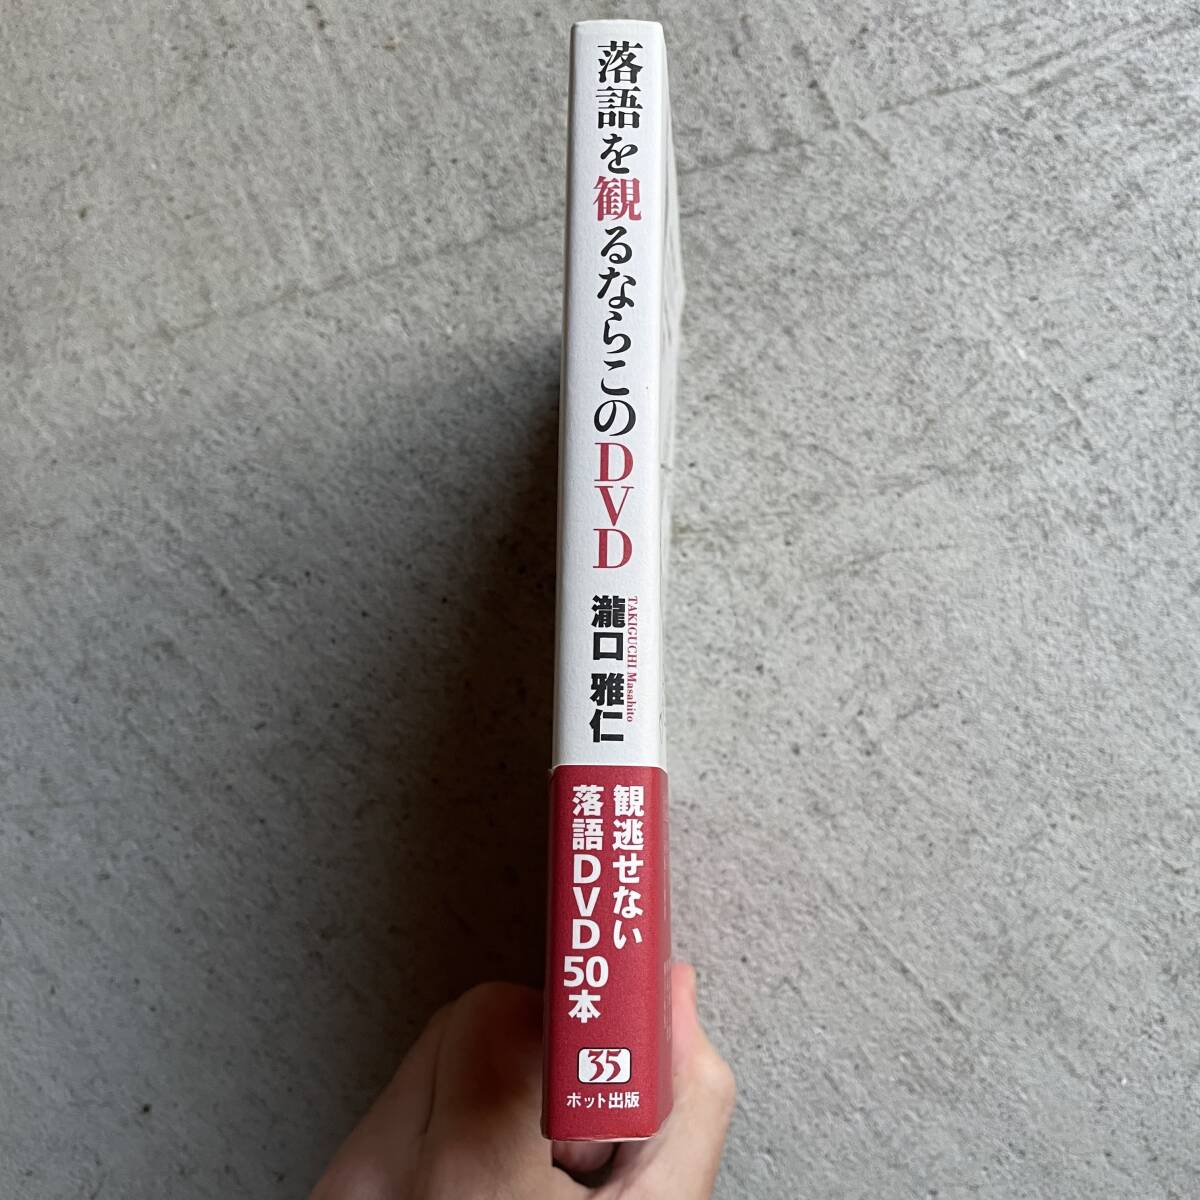 落語を観るならこのDVD
TAKIGUCHI Masahito
瀧口 雅仁
観逃せない
落語DVD50本
35
ポット出版